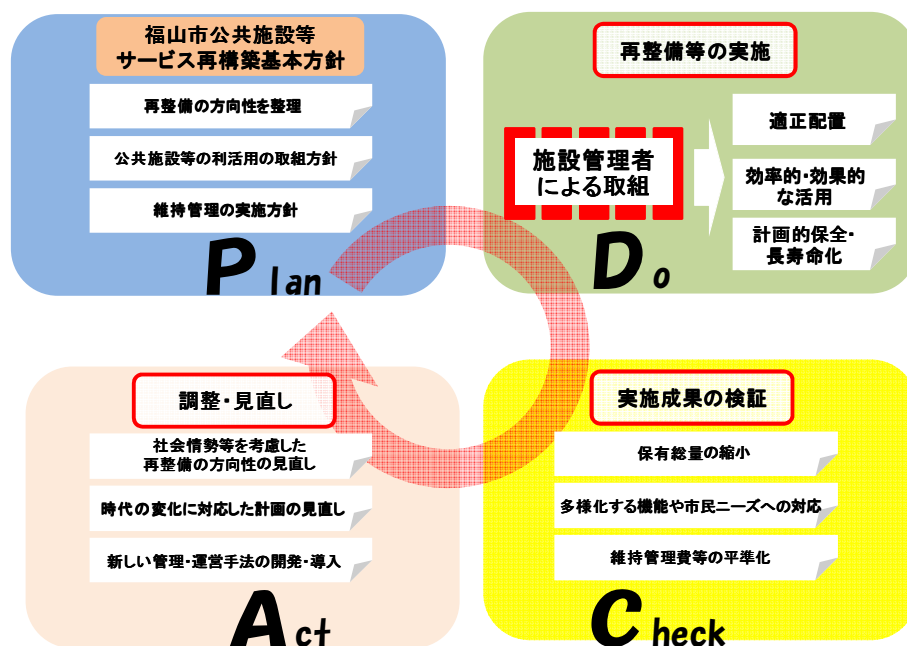 福山市公共施設等
サービス再構築基本方針
再整備の方向性を整理
公共施設等の利活用の取組方針
維持管理の実施方針
Plan
再整備等の実施
施設管理者
による取組
適正配置
効率的・効果的
な活用
計画的保全・
長寿命化
Do
調整・見直し
社会情勢等を考慮した
再整備の方向性の見直し
時代の変化に対応した計画の見直し
新しい管理・運営手法の開発・導入
Act
実施成果の検証
保有総量の縮小
多様化する機能や市民ニーズへの対応
維持管理費等の平準化
Check